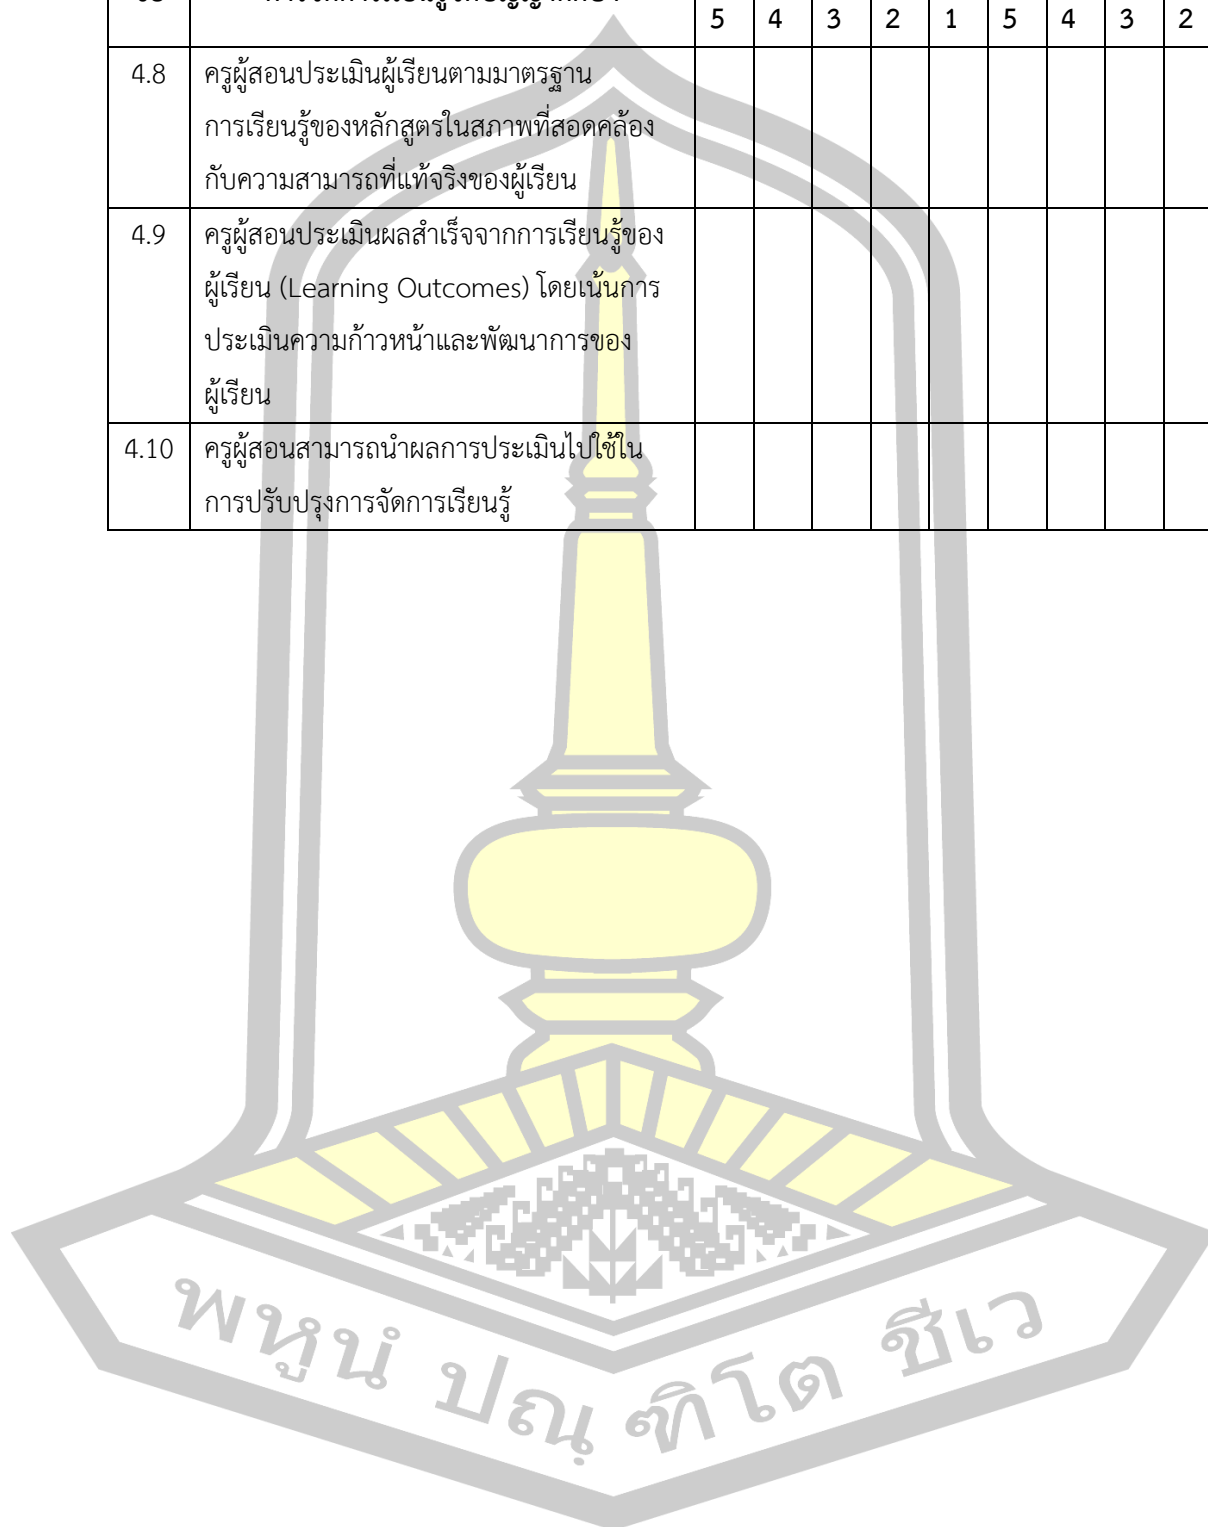 5 4 3 2 1 5 4 3 2
4.8 ครูผู้สอนประเมินผู้เรียนตามมาตรฐาน
การเรียนรู้ของหลักสูตรในสภาพที่สอดคล้อง
กับความสามารถที่แท้จริงของผู้เรียน
4.9 ครูผู้สอนประเมินผลสำเร็จจากการเรียนรู้ของ
ผู้เรียน (Learning Outcomes) โดยเน้นการ
ประเมินความก้าวหน้าและพัฒนาการของ
ผู้เรียน
4.10 ครูผู้สอนสามารถนำผลการประเมินไปใช้ใน
การปรับปรุงการจัดการเรียนรู้
พหูนํ ปณฺฑิโต ชีเว